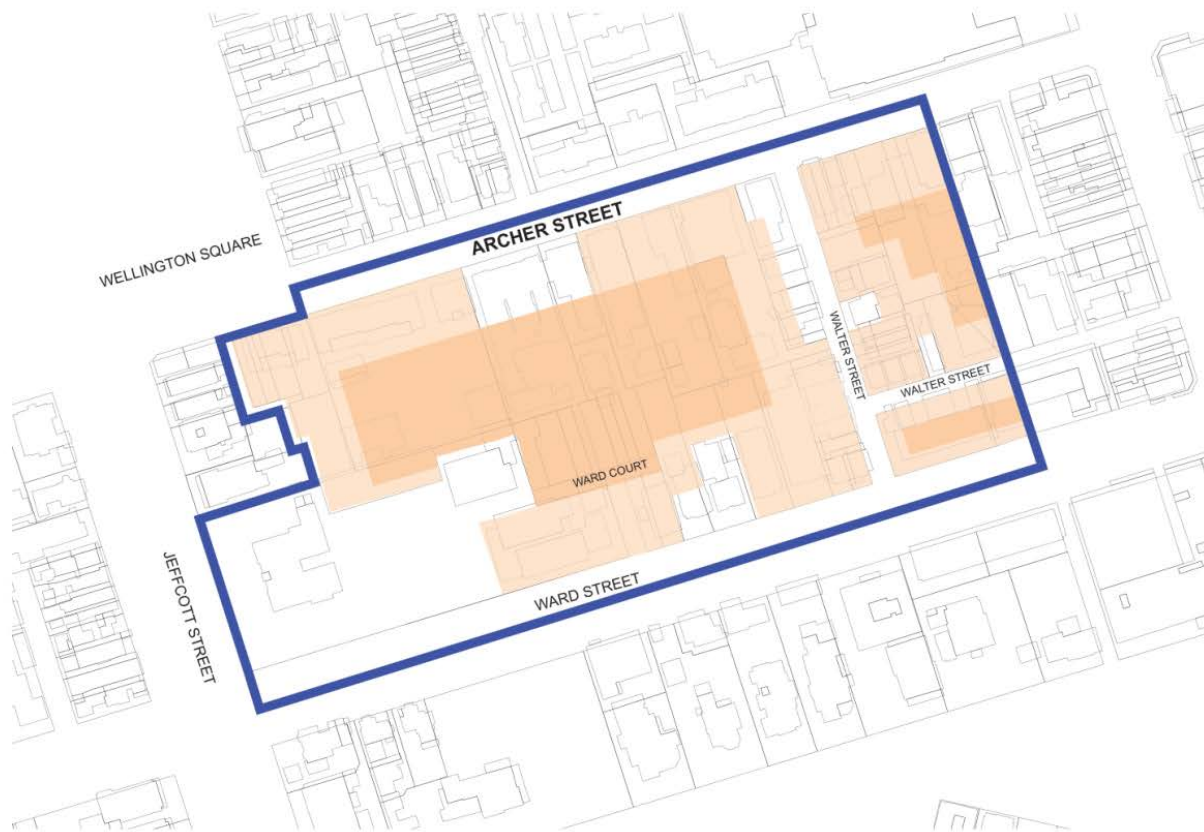 ARCHER STREET
WELLINGTON SQUARE
WALTER STREET
WALTER STREET
WARD COURT
JEFFCOTT STREET
WARD STREET